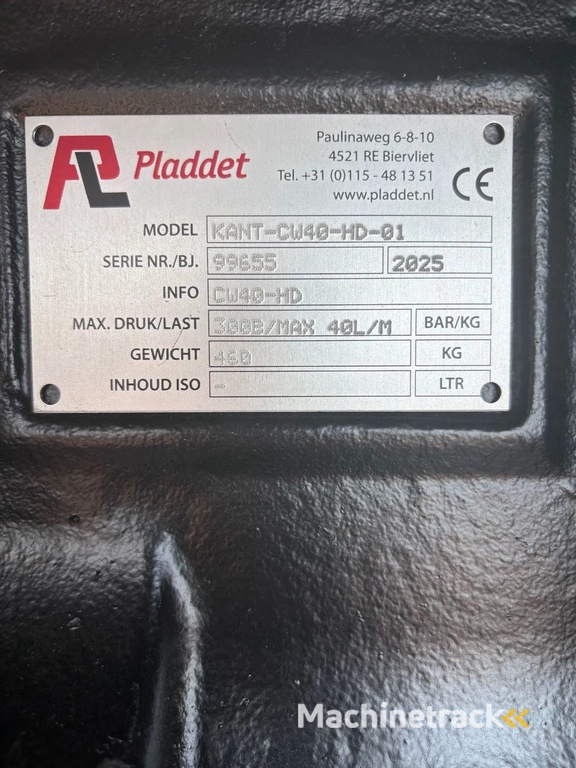 PL Pladdet
Paulinaweg 6-8-10
4521 RE Biervliet
Tel. +31 (0)115 - 48 13 51
www.pladdet.nl
CE
MODEL KANT-CW40-HD-01
SERIE NR./BJ. 99655 2025
INFO CW40-HD
MAX. DRUK/LAST 300B/MAX 40L/M BAR/KG
GEWICHT 460 KG
INHOUD ISO - LTR
Machinetrack